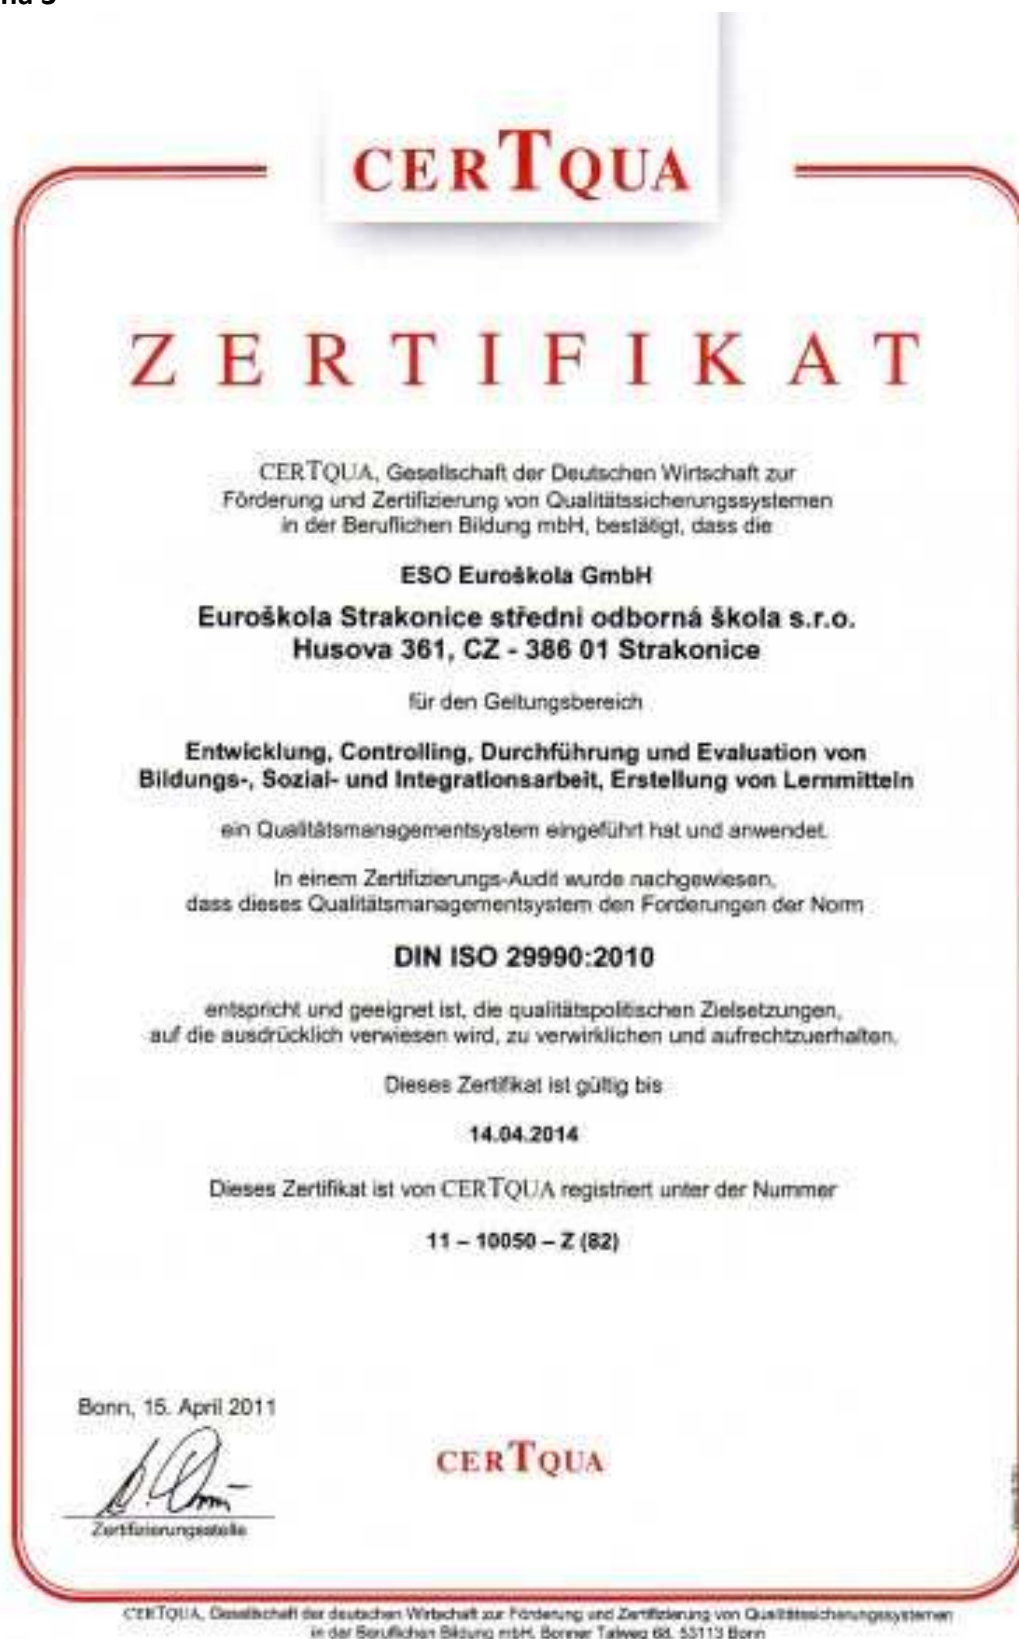 CERTQUA
ZERTIFIKAT
CERTQUA, Gesellschaft der Deutschen Wirtschaft zur
Förderung und Zertifizierung von Qualitätssicherungssystemen
in der Beruflichen Bildung mbH, bestätigt, dass die
ESO Euroškola GmbH
Euroškola Strakonice středni odborná škola s.r.o.
Husova 361, CZ - 386 01 Strakonice
für den Geltungsbereich
Entwicklung, Controlling, Durchführung und Evaluation von
Bildungs-, Sozial- und Integrationsarbeit, Erstellung von Lernmitteln
ein Qualitätsmanagementsystem eingeführt hat und anwendet.
In einem Zertifizierungs-Audit wurde nachgewiesen,
dass dieses Qualitätsmanagementsystem den Forderungen der Norm
DIN ISO 29990:2010
entspricht und geeignet ist, die qualitätspolitischen Zielsetzungen,
auf die ausdrücklich verwiesen wird, zu verwirklichen und aufrechtzuerhalten.
Dieses Zertifikat ist gültig bis
14.04.2014
Dieses Zertifikat ist von CERTQUA registriert unter der Nummer
11 – 10050 – Z (82)
Bonn, 15. April 2011
CERTQUA
Zertifizierungsstelle
CERTQUA, Gesellschaft der deutschen Wirtschaft zur Förderung und Zertifizierung von Qualitätssicherungssystemen
in der Beruflichen Bildung mbH, Bonner Talweg 68, 53113 Bonn